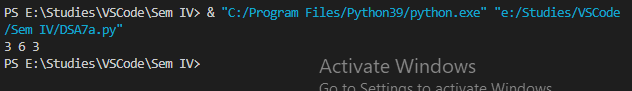 PS E:\Studies\VSCode\Sem IV> & "C:/Program Files/Python39/python.exe" "e:/Studies/VSCode
/Sem IV/DSA7a.py"
3 6 3
PS E:\Studies\VSCode\Sem IV>
Activate Windows
Go to Settings to activate Windows.